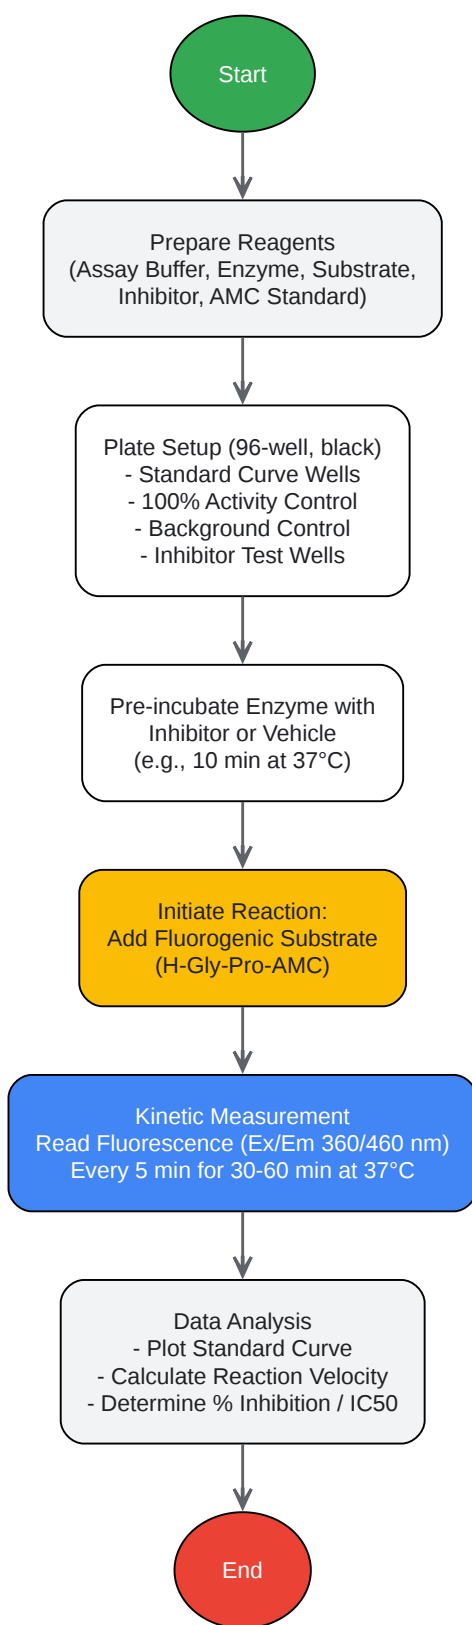 Start
Prepare Reagents
(Assay Buffer, Enzyme, Substrate,
Inhibitor, AMC Standard)
Plate Setup (96-well, black)
- Standard Curve Wells
- 100% Activity Control
- Background Control
- Inhibitor Test Wells
Pre-incubate Enzyme with
Inhibitor or Vehicle
(e.g., 10 min at 37°C)
Initiate Reaction:
Add Fluorogenic Substrate
(H-Gly-Pro-AMC)
Kinetic Measurement
Read Fluorescence (Ex/Em 360/460 nm)
Every 5 min for 30-60 min at 37°C
Data Analysis
- Plot Standard Curve
- Calculate Reaction Velocity
- Determine % Inhibition / IC50
End